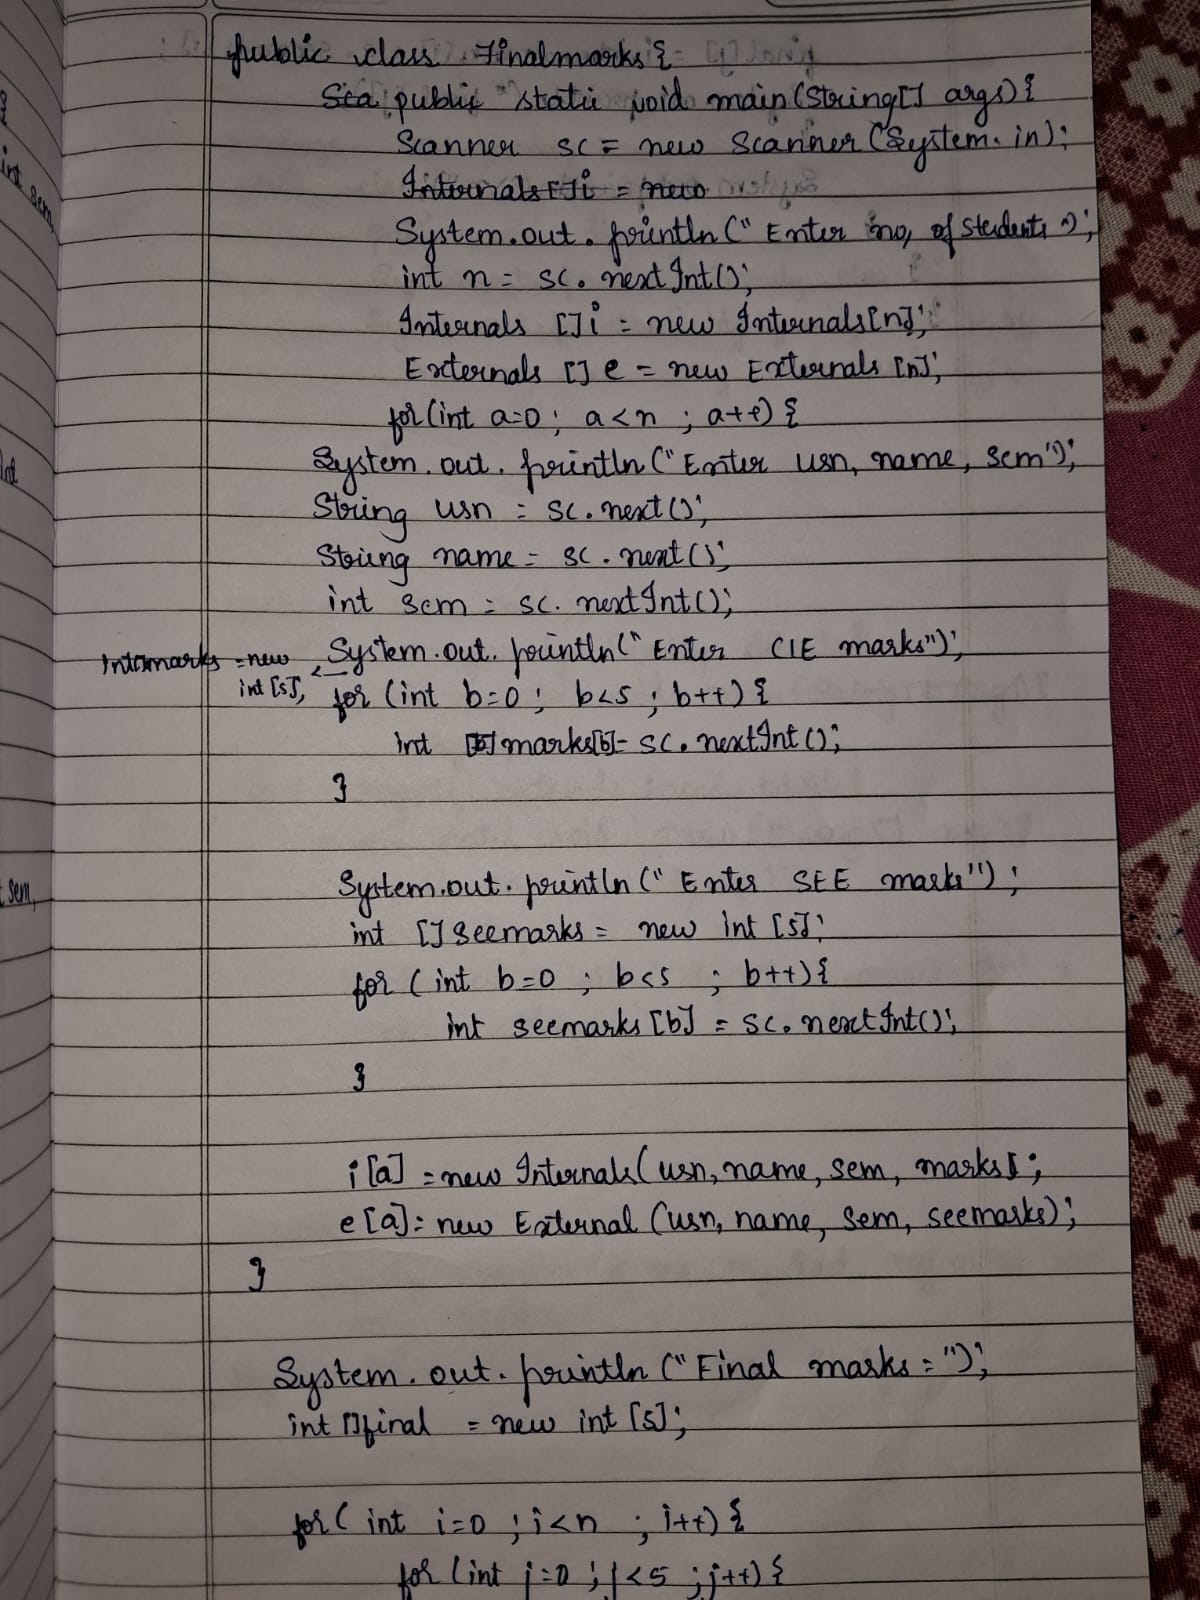 public class Finalmarks {
Sta public static void main(String[] args) {
Scanner sc = new Scanner (System.in);
Internals []i = new
System.out.println(" Enter no, of students ");
int n = sc.nextInt();
Internals []i = new Internals[n];
Externals [] e = new Externals [n];
for(int a=0; a<n ; a++) {
System.out.println(" Enter usn, name, sem");
String usn = sc.next();
String name = sc.next();
int sem = sc.nextInt();
System.out.println(" Enter CIE marks");
int marks = new
int [5],
for (int b=0; b<5; b++) {
int marks[b]= sc.nextInt();
}
System.out.println(" Enter SEE marks");
int [] seemarks = new int [5];
for ( int b=0 ; b<5 ; b++) {
int seemarks [b] = sc.nextInt();
}
i[a] = new Internals( usn, name, sem, marks];
e[a]= new External (usn, name, sem, seemarks);
}
System.out.println (" Final marks = ");
int []final = new int [5];
for ( int i=0 ; i<n ; i++) {
for (int j=0 ; j<5 ; j++) {
int sem,
int
sem,